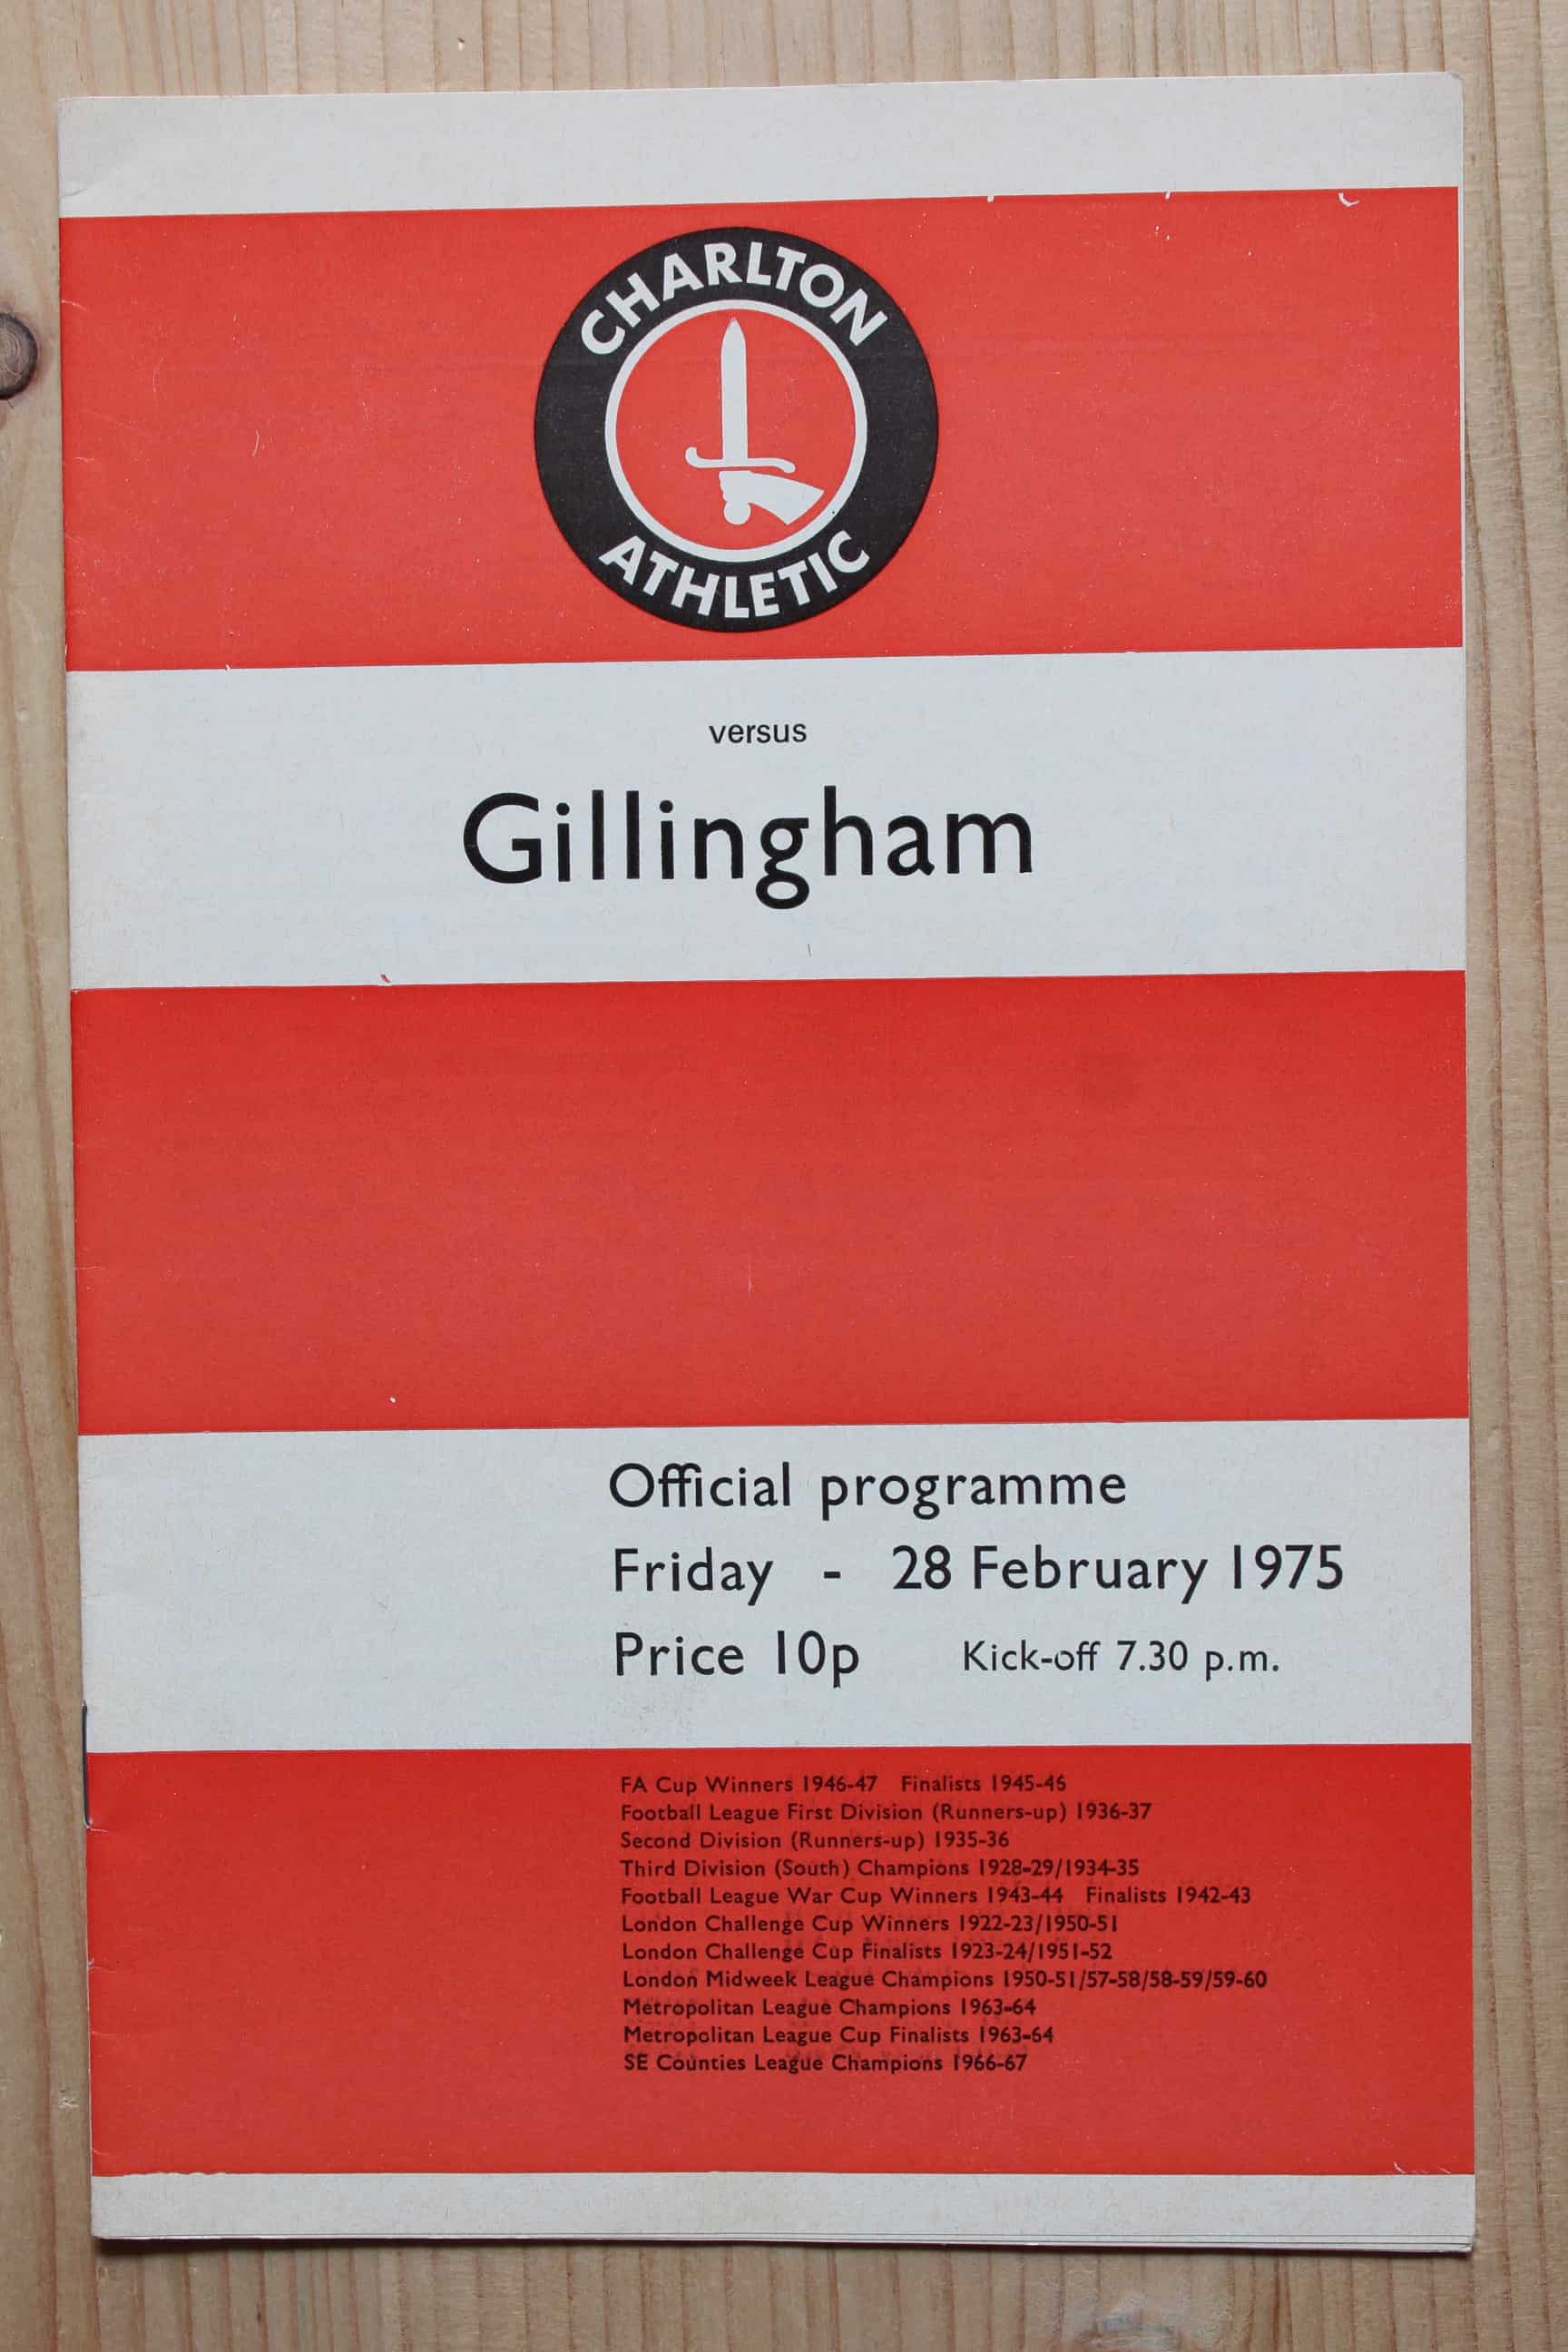 CHARLTON
ATHLETIC
versus
Gillingham
Official programme
Friday - 28 February 1975
Price 10p Kick-off 7.30 p.m.
FA Cup Winners 1946-47 Finalists 1945-46
Football League First Division (Runners-up) 1936-37
Second Division (Runners-up) 1935-36
Third Division (South) Champions 1928-29/1934-35
Football League War Cup Winners 1943-44 Finalists 1942-43
London Challenge Cup Winners 1922-23/1950-51
London Challenge Cup Finalists 1923-24/1951-52
London Midweek League Champions 1950-51/57-58/58-59/59-60
Metropolitan League Champions 1963-64
Metropolitan League Cup Finalists 1963-64
SE Counties League Champions 1966-67